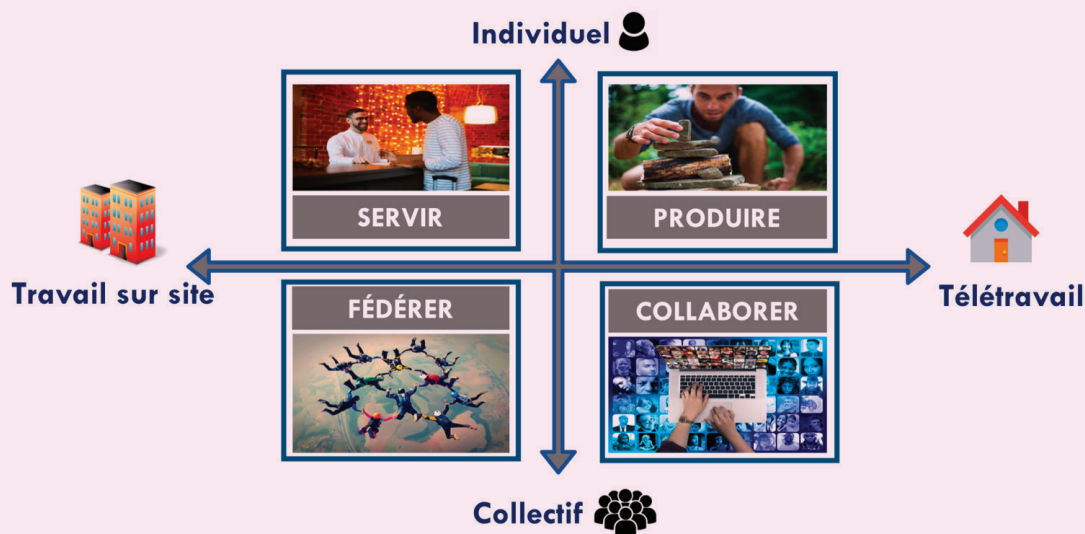 Individuel
SERVIR
PRODUIRE
Travail sur site
Télétravail
FÉDÉRER
COLLABORER
Collectif